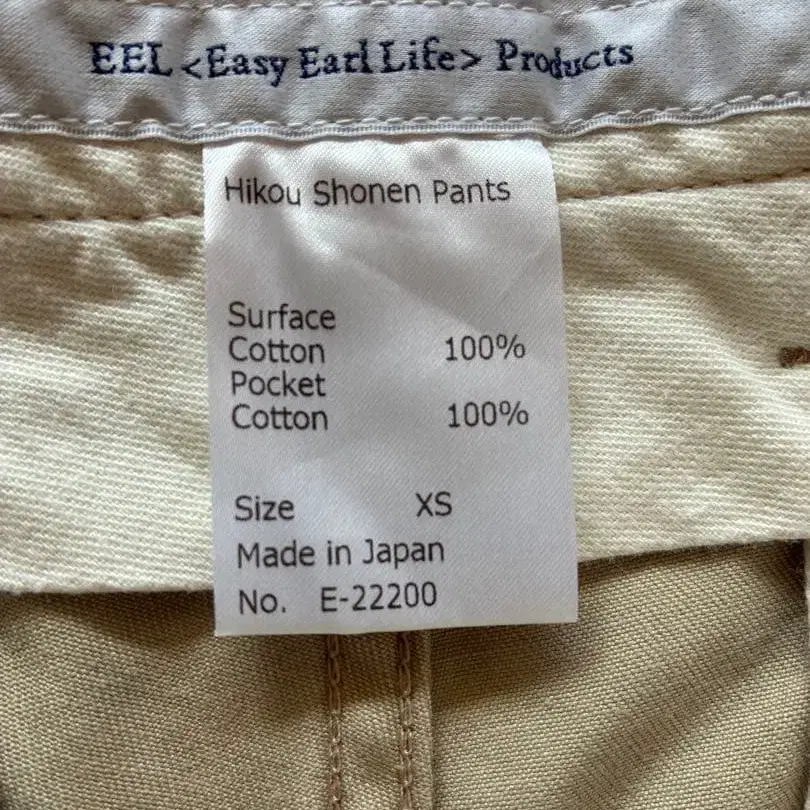 EEL <Easy Earl Life> Products
Hikou Shonen Pants
Surface
Cotton 100%
Pocket
Cotton 100%
Size XS
Made in Japan
No. E-22200